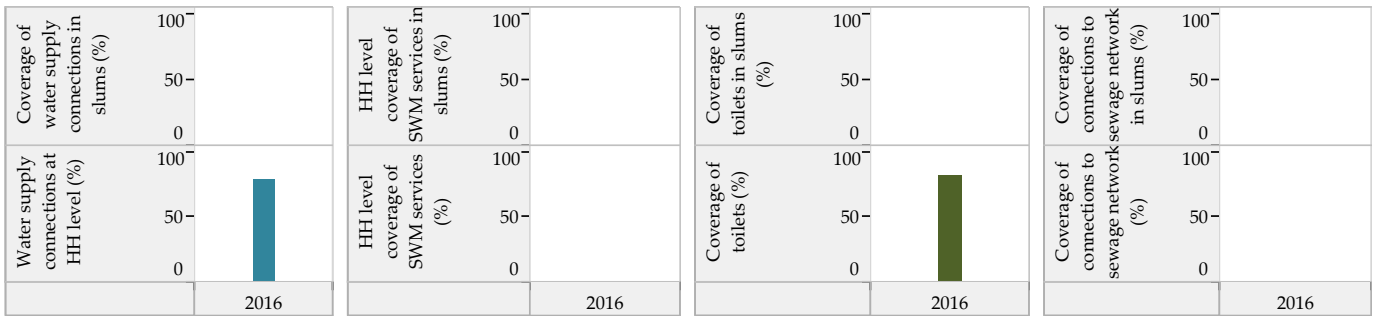 Coverage of
water supply
connections in
slums (%)
100
50
0
Water supply
connections at
HH level (%)
100
50
0
2016
HH level
coverage of
SWM services in
slums (%)
100
50
0
HH level
coverage of
SWM services
(%)
100
50
0
2016
Coverage of
toilets in slums
(%)
100
50
0
Coverage of
toilets (%)
100
50
0
2016
Coverage of
connections to
sewage network
in slums (%)
100
50
0
Coverage of
connections to
sewage network
(%)
100
50
0
2016